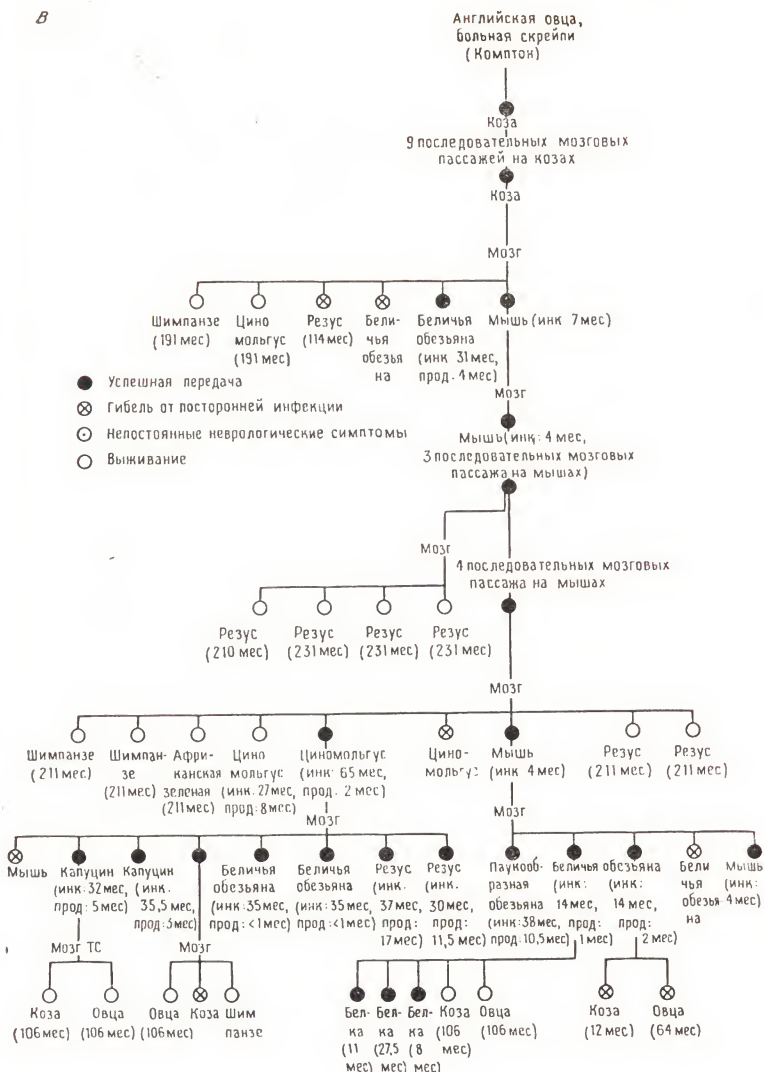 В
Английская овца,
больная скрейпи
(Комптон)
Коза
9 последовательных мозговых
пассажей на козах
Коза
Мозг
Шимпанзе
(191 мес)
Цино
мольгус
(191 мес)
Резус
(114 мес)
Бели-
чья
обезья
на
Беличья
обезьяна
(инк 31 мес,
прод. 4 мес)
Мышь (инк 7 мес)
Успешная передача
Гибель от посторонней инфекции
Непостоянные неврологические симптомы
Выживание
Мозг
Мышь (инк: 4 мес,
3 последовательных мозговых
пассажа на мышах)
Мозг
4 последовательных мозговых
пассажа на мышах
Резус
(210 мес)
Резус
(231 мес)
Резус
(231 мес)
Резус
(231 мес)
Мозг
Шимпанзе
(211 мес.)
Шимпан-
зе
(211 мес)
Афри-
канская
зеленая
(211 мес)
Цино
мольгус
(инк. 27 мес,
прод: 8 мес)
Циномольгус
(инк: 65 мес,
прод. 2 мес)
Цино-
мольгус
Мышь
(инк 4 мес)
Резус
(211 мес)
Резус
(211 мес)
Мозг
Мозг
Мышь
Капуцин
(инк: 32 мес,
прод: 5 мес)
Капуцин
(инк.
35,5 мес,
прод: 3 мес)
Беличья
обезьяна
(инк: 35 мес,
прод: <1 мес)
Беличья
обезьяна
(инк: 35 мес,
прод: <1 мес)
Резус
(инк.
37 мес,
прод:
17 мес)
Резус
(инк.
30 мес,
прод:
11,5 мес)
Паукооб-
разная
обезьяна
(инк: 38 мес,
прод: 10,5 мес)
Беличья
(инк:
14 мес,
прод:
1 мес)
обезьяна
(инк:
14 мес,
прод:
2 мес)
Бели
чья
обезья
на
Мышь
(инк:
4 мес)
Мозг ТС
Мозг
Коза
(106 мес)
Овца
(106 мес)
Овца
(106 мес)
Коза
Шим
панзе
Бел-
ка
(11
мес)
Бел-
ка
(27,5
мес)
Бел-
ка
(8
мес)
Коза
(106
мес)
Овца
(106 мес)
Коза
(12 мес)
Овца
(64 мес)